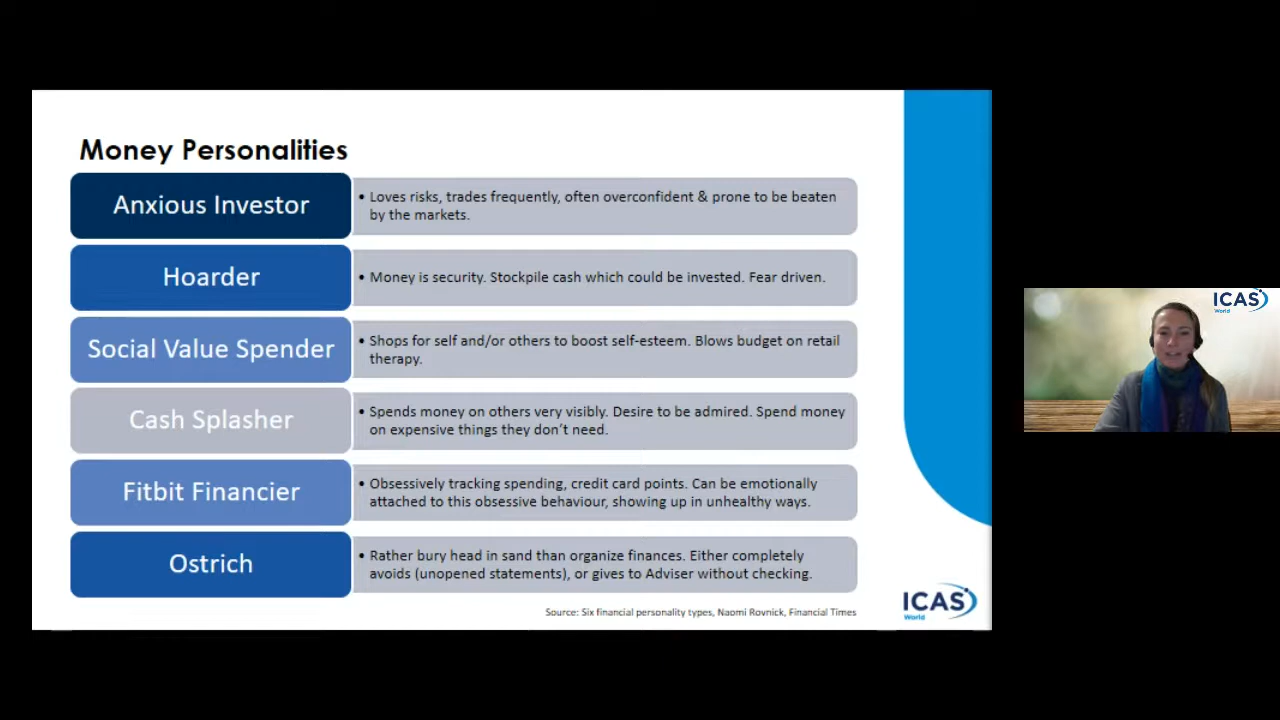 Money Personalities
Anxious Investor
• Loves risks, trades frequently, often overconfident & prone to be beaten
by the markets.
Hoarder
• Money is security. Stockpile cash which could be invested. Fear driven.
Social Value Spender
• Shops for self and/or others to boost self-esteem. Blows budget on retail
therapy.
Cash Splasher
• Spends money on others very visibly. Desire to be admired. Spend money
on expensive things they don’t need.
Fitbit Financier
• Obsessively tracking spending, credit card points. Can be emotionally
attached to this obsessive behaviour, showing up in unhealthy ways.
Ostrich
• Rather bury head in sand than organize finances. Either completely
avoids (unopened statements), or gives to Adviser without checking.
Source: Six financial personality types, Naomi Rovnick, Financial Times
ICAS
World
ICAS
World